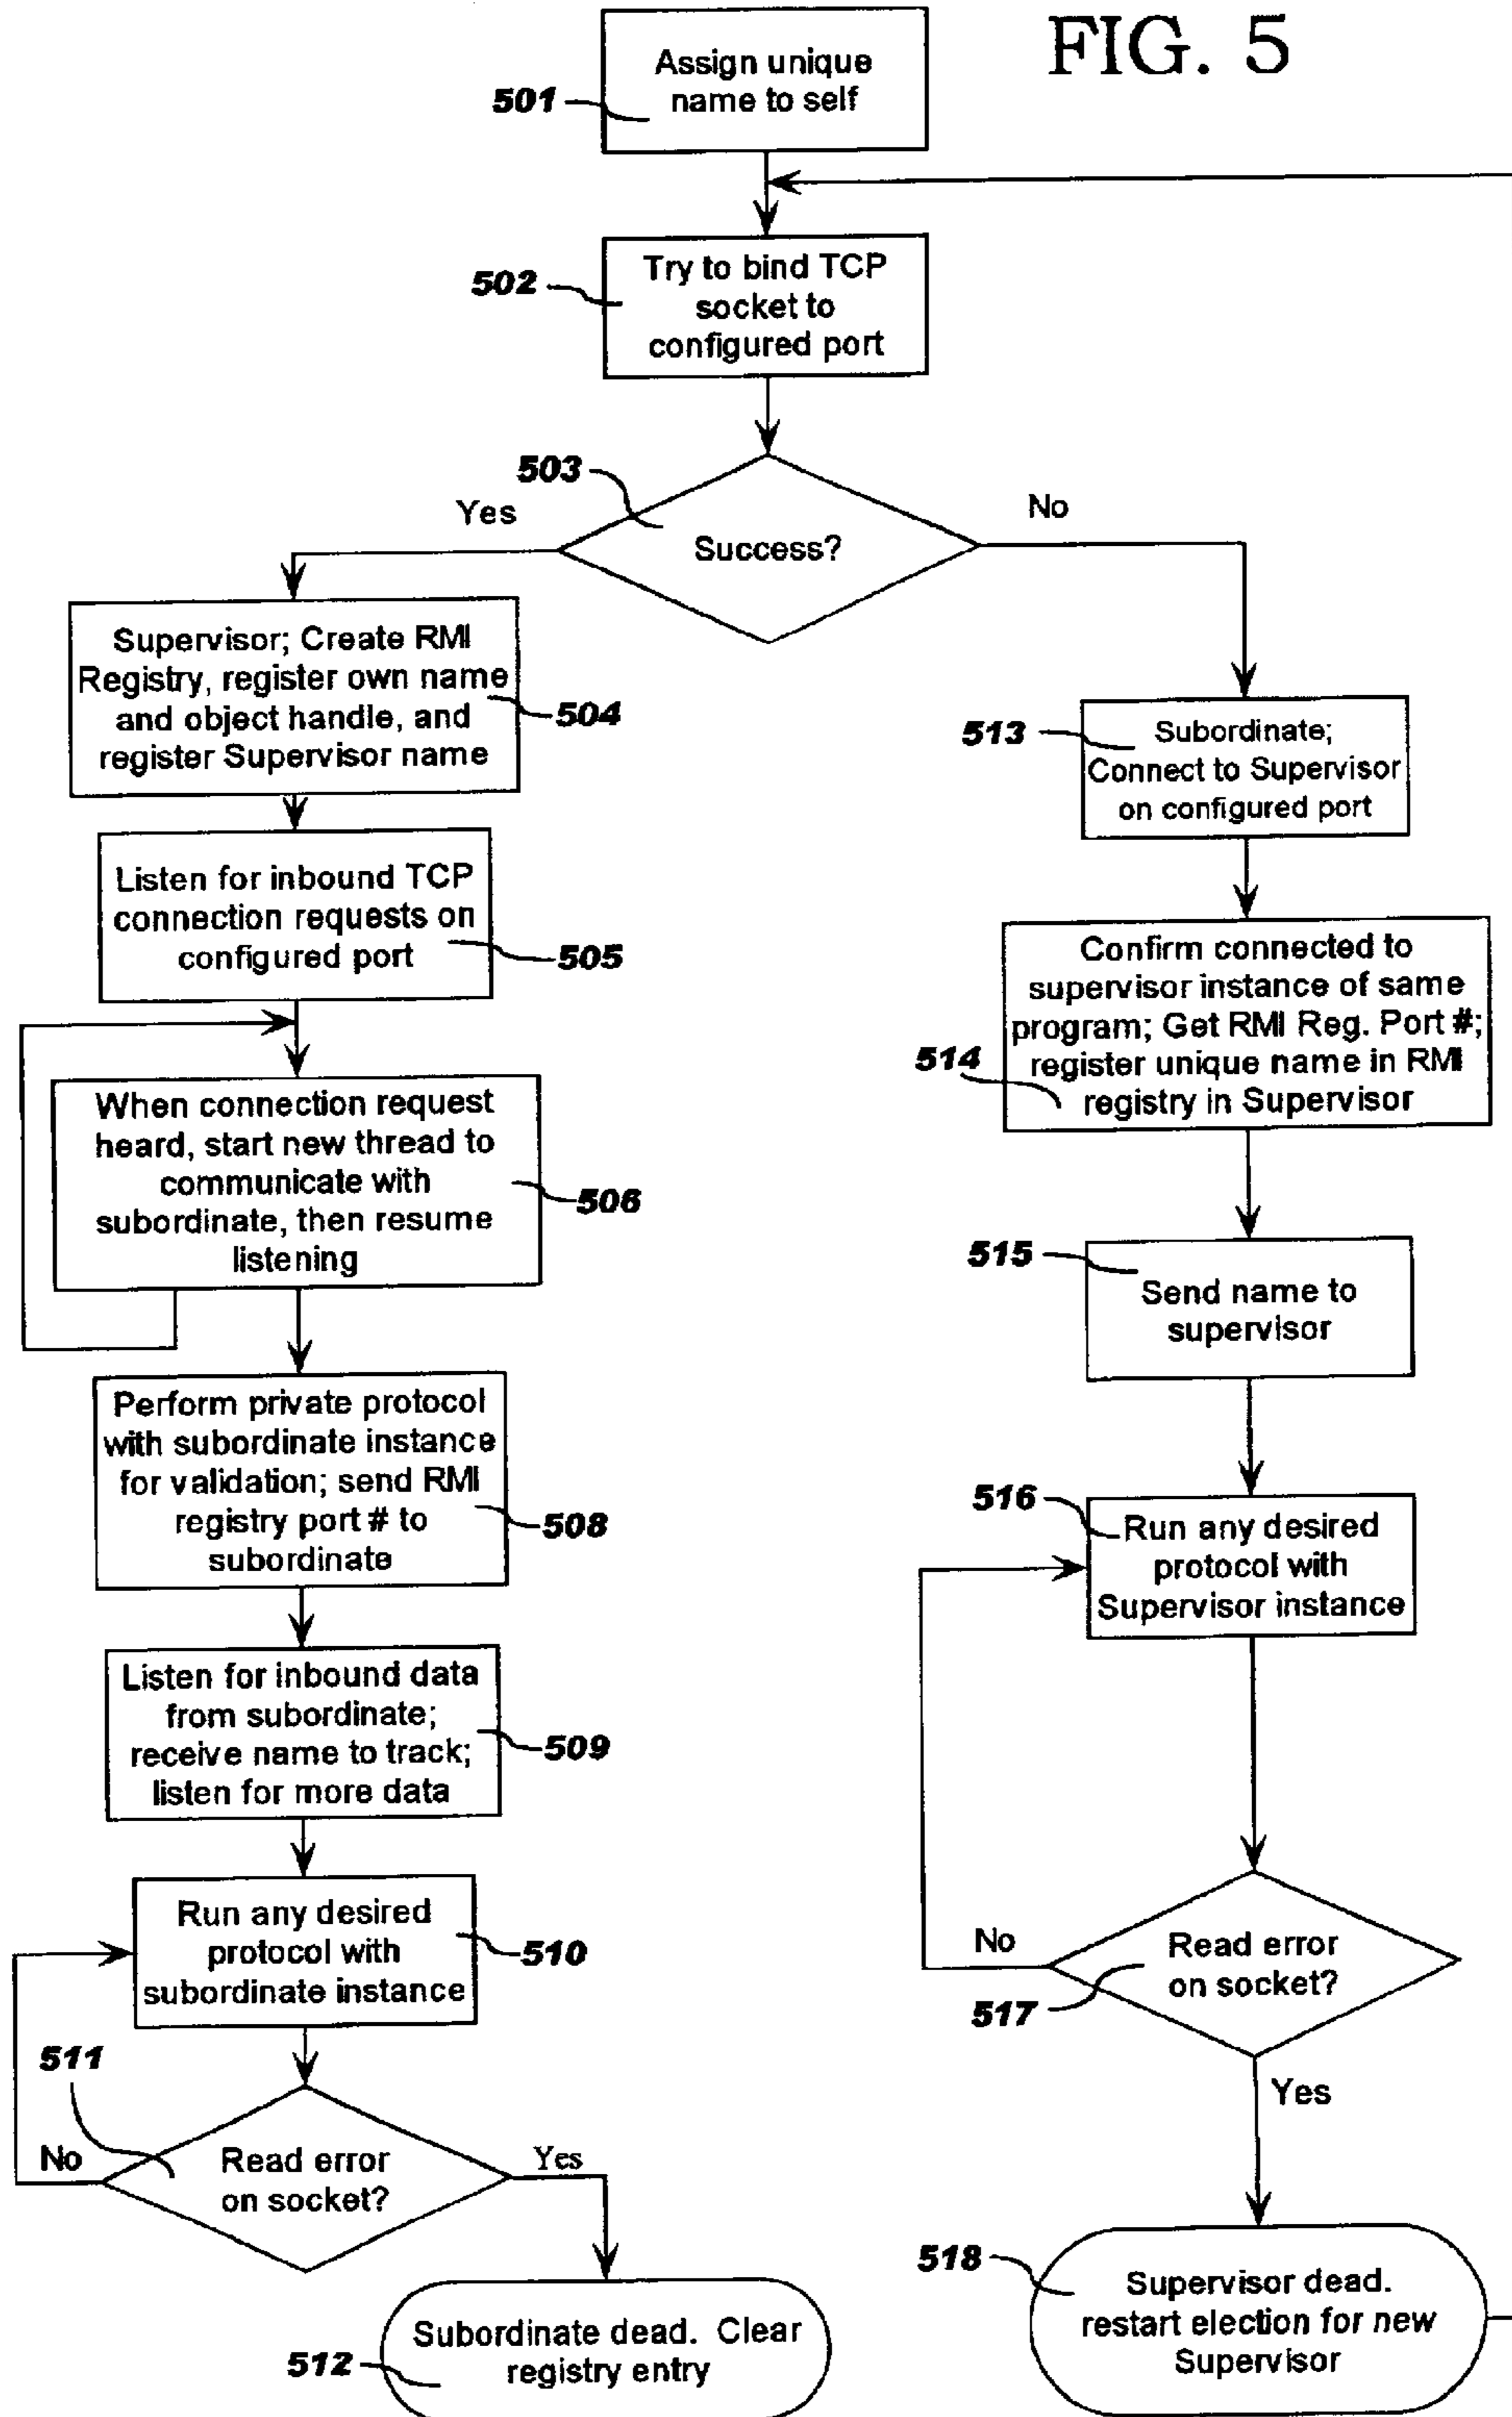 FIG. 5
Assign unique
name to self
501
502
Try to bind TCP
socket to
configured port
503
Yes
No
Success?
Supervisor; Create RMI
Registry, register own name
and object handle, and
register Supervisor name
504
Listen for inbound TCP
connection requests on
configured port
505
When connection request
heard, start new thread to
communicate with
subordinate, then resume
listening
506
Perform private protocol
with subordinate instance
for validation; send RMI
registry port # to
subordinate
508
Listen for inbound data
from subordinate;
receive name to track;
listen for more data
509
Run any desired
protocol with
subordinate instance
510
511
No
Read error
on socket?
Yes
Subordinate dead. Clear
registry entry
512
513
Subordinate;
Connect to Supervisor
on configured port
Confirm connected to
supervisor instance of same
program; Get RMI Reg. Port #;
register unique name in RMI
registry in Supervisor
514
515
Send name to
supervisor
516
Run any desired
protocol with
Supervisor instance
No
Read error
on socket?
517
Yes
518
Supervisor dead.
restart election for new
Supervisor